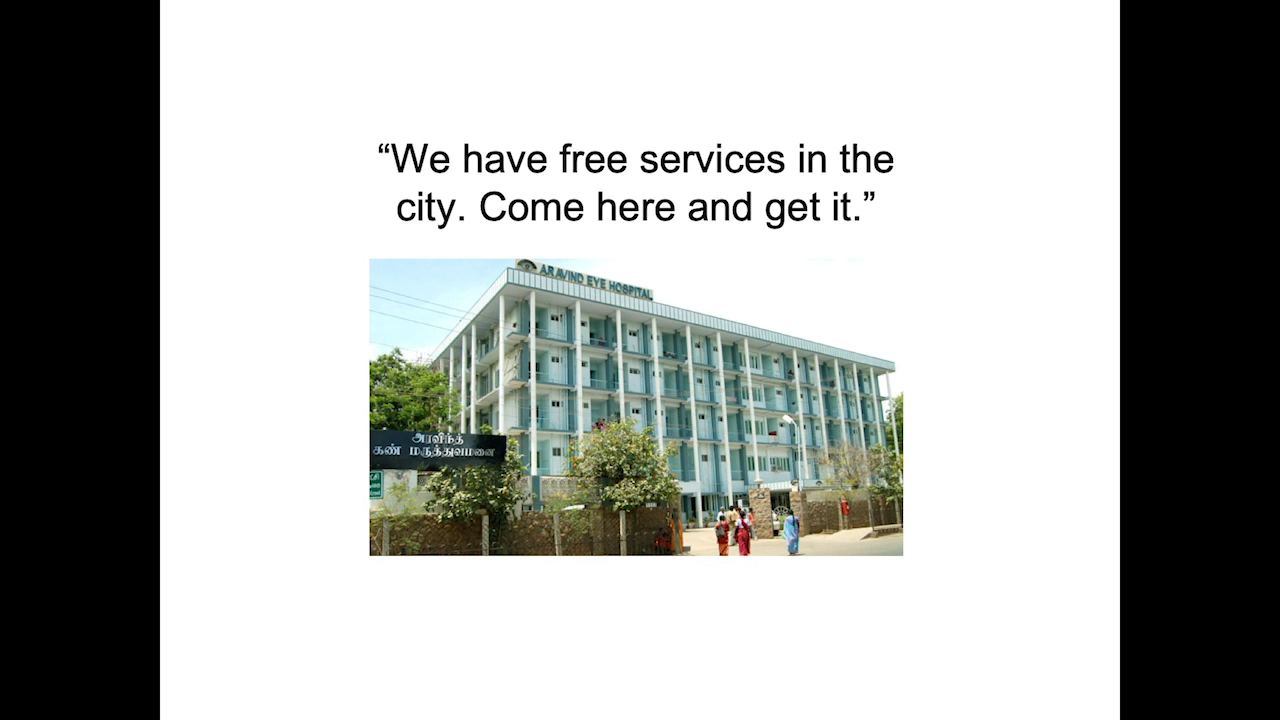 “We have free services in the
city. Come here and get it.”
ARAVIND EYE HOSPITAL
அரவிந்த
கண் மருத்துவமனை